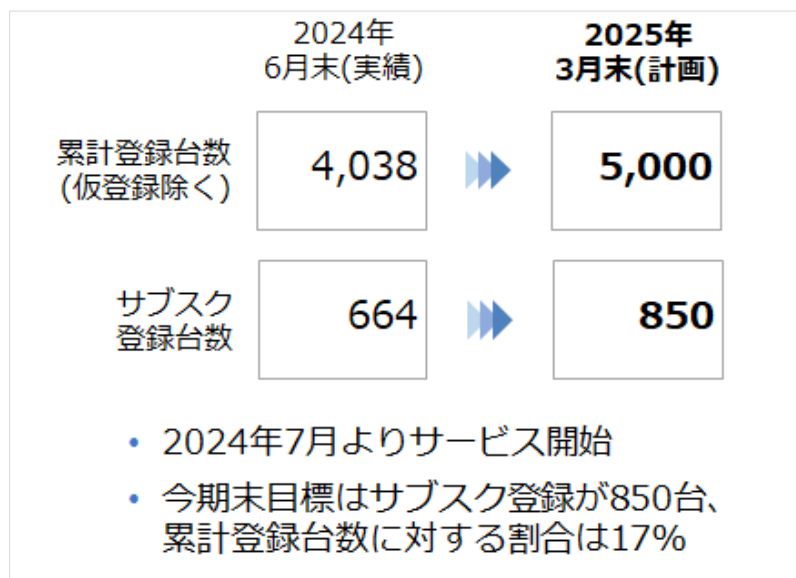 2024年
6月末(実績)
2025年
3月末(計画)
累計登録台数
(仮登録除く)
4,038
5,000
サブスク
登録台数
664
850
• 2024年7月よりサービス開始
• 今期末目標はサブスク登録が850台、
累計登録台数に対する割合は17%